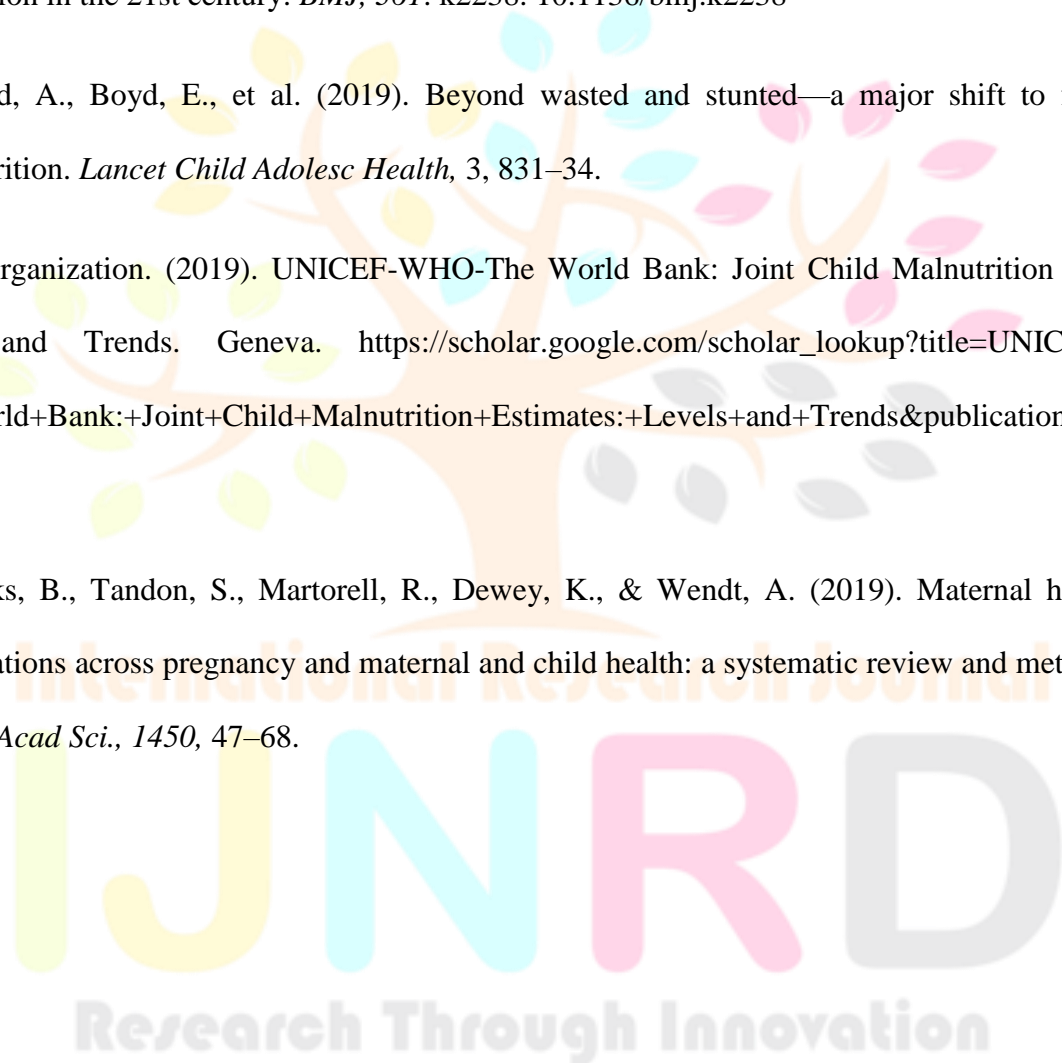 ion in the 21st century. BMJ, 361. k2238. 10.1136/bmj.k2238
d, A., Boyd, E., et al. (2019). Beyond wasted and stunted—a major shift to
rition. Lancet Child Adolesc Health, 3, 831–34.
rganization. (2019). UNICEF-WHO-The World Bank: Joint Child Malnutrition
and Trends. Geneva. https://scholar.google.com/scholar_lookup?title=UNIC
rld+Bank:+Joint+Child+Malnutrition+Estimates:+Levels+and+Trends&publication
ks, B., Tandon, S., Martorell, R., Dewey, K., & Wendt, A. (2019). Maternal h
ations across pregnancy and maternal and child health: a systematic review and met
International Research Journal
Acad Sci., 1450, 47–68.
IJNRD
Research Through Innovation